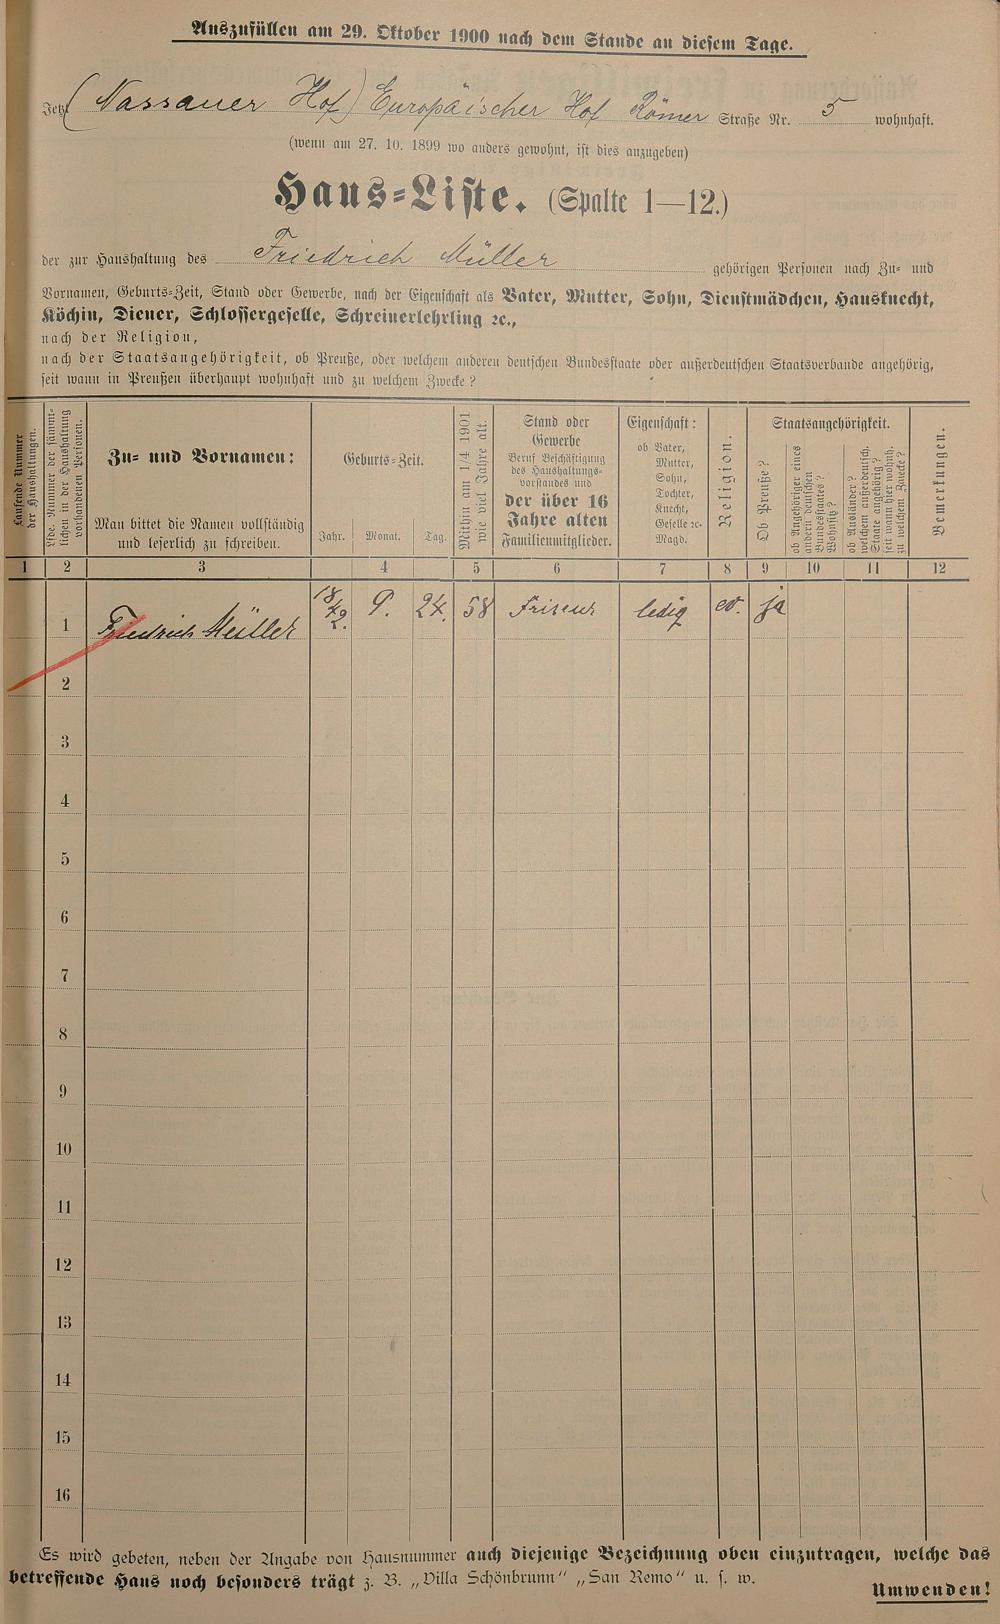 Auszufüllen am 29. Oktober 1900 nach dem Stande an diesem Tage.
Jetzt (Nassauer Hof) Europäischer Hof Römer Straße Nr. 5 wohnhaft.
(wenn am 27. 10. 1899 wo anders gewohnt, ist dies anzugeben)
Haus-Liste. (Spalte 1—12.)
der zur Haushaltung des Friedrich Müller gehörigen Personen nach Zu- und
Vornamen, Geburts-Zeit, Stand oder Gewerbe, nach der Eigenschaft als Vater, Mutter, Sohn, Dienstmädchen, Hausknecht,
Köchin, Diener, Schlossergeselle, Schreinerlehrling ꝛc.,
nach der Religion,
nach der Staatsangehörigkeit, ob Preuße, oder welchem anderen deutschen Bundesstaate oder außerdeutschen Staatsverbande angehörig,
seit wann in Preußen überhaupt wohnhaft und zu welchem Zwecke?
Laufende Nummer
der Haushaltungen.
Lfde. Nummer der sämmt-
lichen in der Haushaltung
vorhandenen Personen.
Zu- und Vornamen:
Man bittet die Namen vollständig
und leserlich zu schreiben.
Geburts-Zeit.
Jahr. Monat. Tag.
Mithin am 1/4 1901
wie viel Jahre alt.
Stand oder
Gewerbe
Beruf Beschäftigung
des Haushaltungs-
vorstandes und
der über 16
Jahre alten
Familienmitglieder.
Eigenschaft:
ob Vater,
Mutter,
Sohn,
Tochter,
Knecht,
Geselle ꝛc.
Magd.
Religion.
Staatsangehörigkeit.
Ob Preuße?
ob Angehöriger eines
andern deutschen
Bundesstaates?
Wohnsitz?
ob Ausländer?
welchem außerdeutsch.
Staate angehörig?
seit wann hier wohnh.
zu welchem Zwecke?
Bemerkungen.
1 2 3 4 5 6 7 8 9 10 11 12
1 Friedrich Müller 18/42. 9. 24. 58 Friseur ledig ev. ja
2
3
4
5
6
7
8
9
10
11
12
13
14
15
16
Es wird gebeten, neben der Angabe von Hausnummer auch diejenige Bezeichnung oben einzutragen, welche das
betreffende Haus noch besonders trägt z. B. „Villa Schönbrunn“ „San Remo“ u. s. w.
Umwenden!